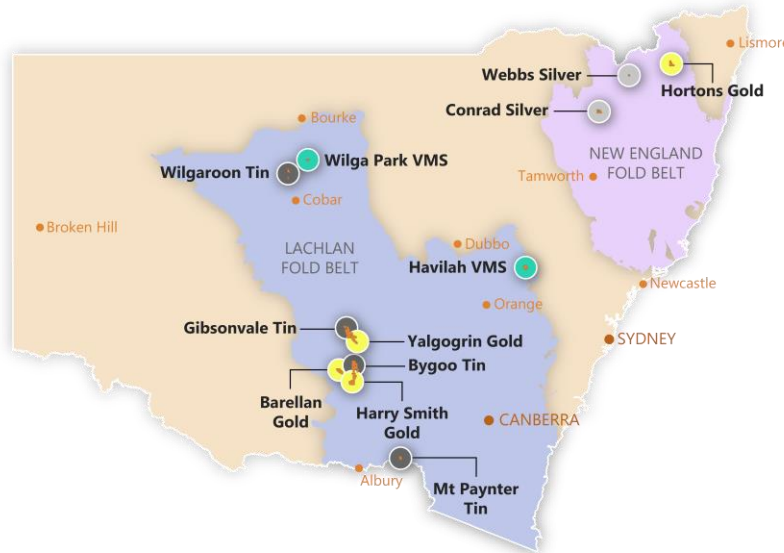 Lismore
Webbs Silver
Hortons Gold
Conrad Silver
Bourke
NEW ENGLAND
FOLD BELT
Wilga Park VMS
Wilgaroon Tin
Tamworth
Cobar
Broken Hill
LACHLAN
FOLD BELT
Dubbo
Havilah VMS
Newcastle
Orange
Gibsonvale Tin
Yalgogrin Gold
SYDNEY
Bygoo Tin
Barellan
Gold
Harry Smith
Gold
CANBERRA
Albury
Mt Paynter
Tin